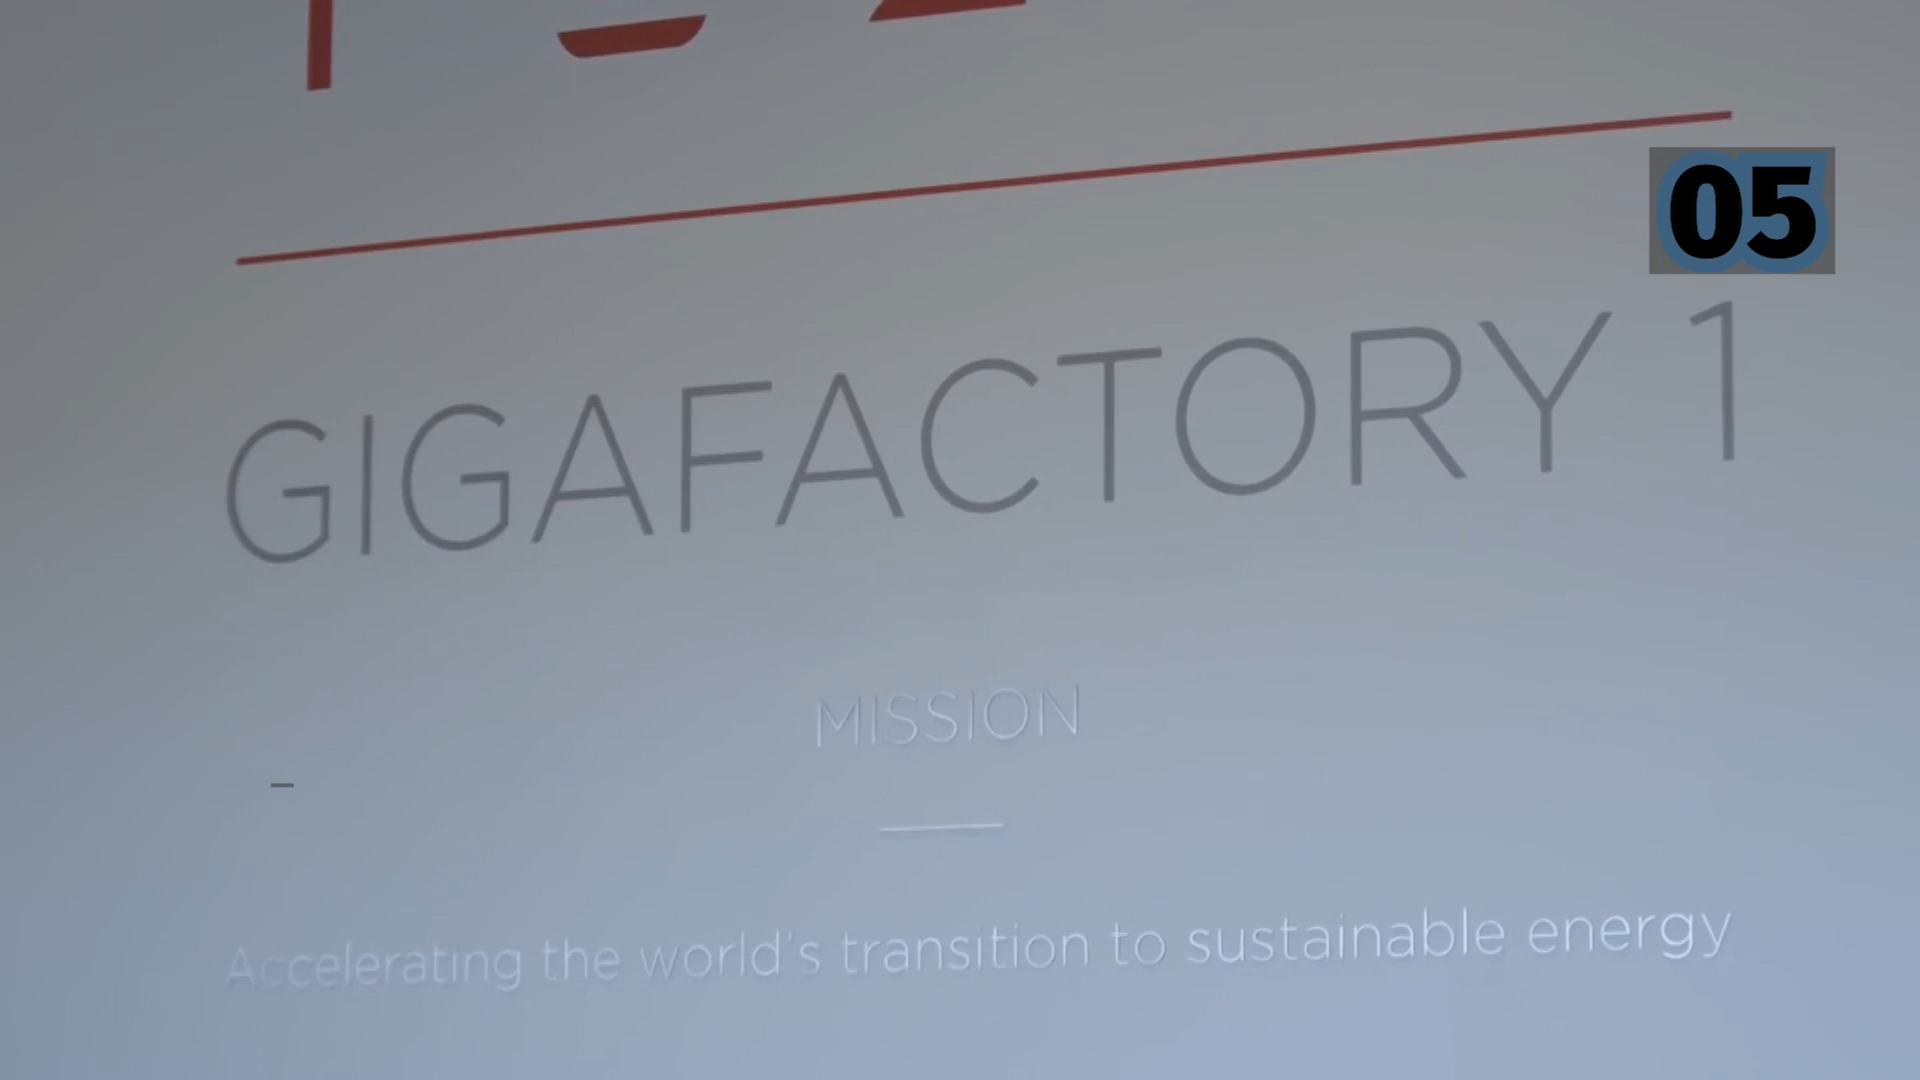 05
GIGAFACTORY 1
MISSION
Accelerating the world's transition to sustainable energy